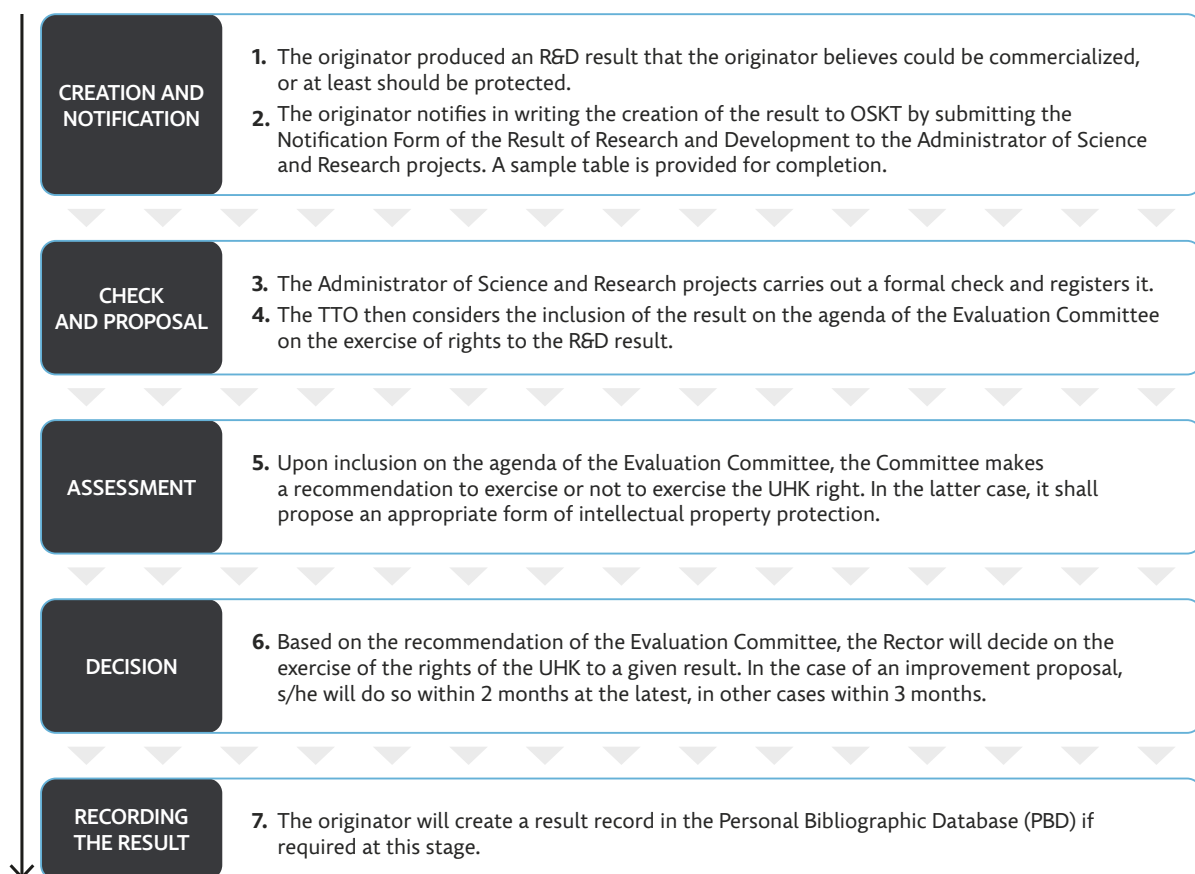 CREATION AND
NOTIFICATION
1. The originator produced an R&D result that the originator believes could be commercialized,
or at least should be protected.
2. The originator notifies in writing the creation of the result to OSKT by submitting the
Notification Form of the Result of Research and Development to the Administrator of Science
and Research projects. A sample table is provided for completion.
CHECK
AND PROPOSAL
3. The Administrator of Science and Research projects carries out a formal check and registers it.
4. The TTO then considers the inclusion of the result on the agenda of the Evaluation Committee
on the exercise of rights to the R&D result.
ASSESSMENT
5. Upon inclusion on the agenda of the Evaluation Committee, the Committee makes
a recommendation to exercise or not to exercise the UHK right. In the latter case, it shall
propose an appropriate form of intellectual property protection.
DECISION
6. Based on the recommendation of the Evaluation Committee, the Rector will decide on the
exercise of the rights of the UHK to a given result. In the case of an improvement proposal,
s/he will do so within 2 months at the latest, in other cases within 3 months.
RECORDING
THE RESULT
7. The originator will create a result record in the Personal Bibliographic Database (PBD) if
required at this stage.